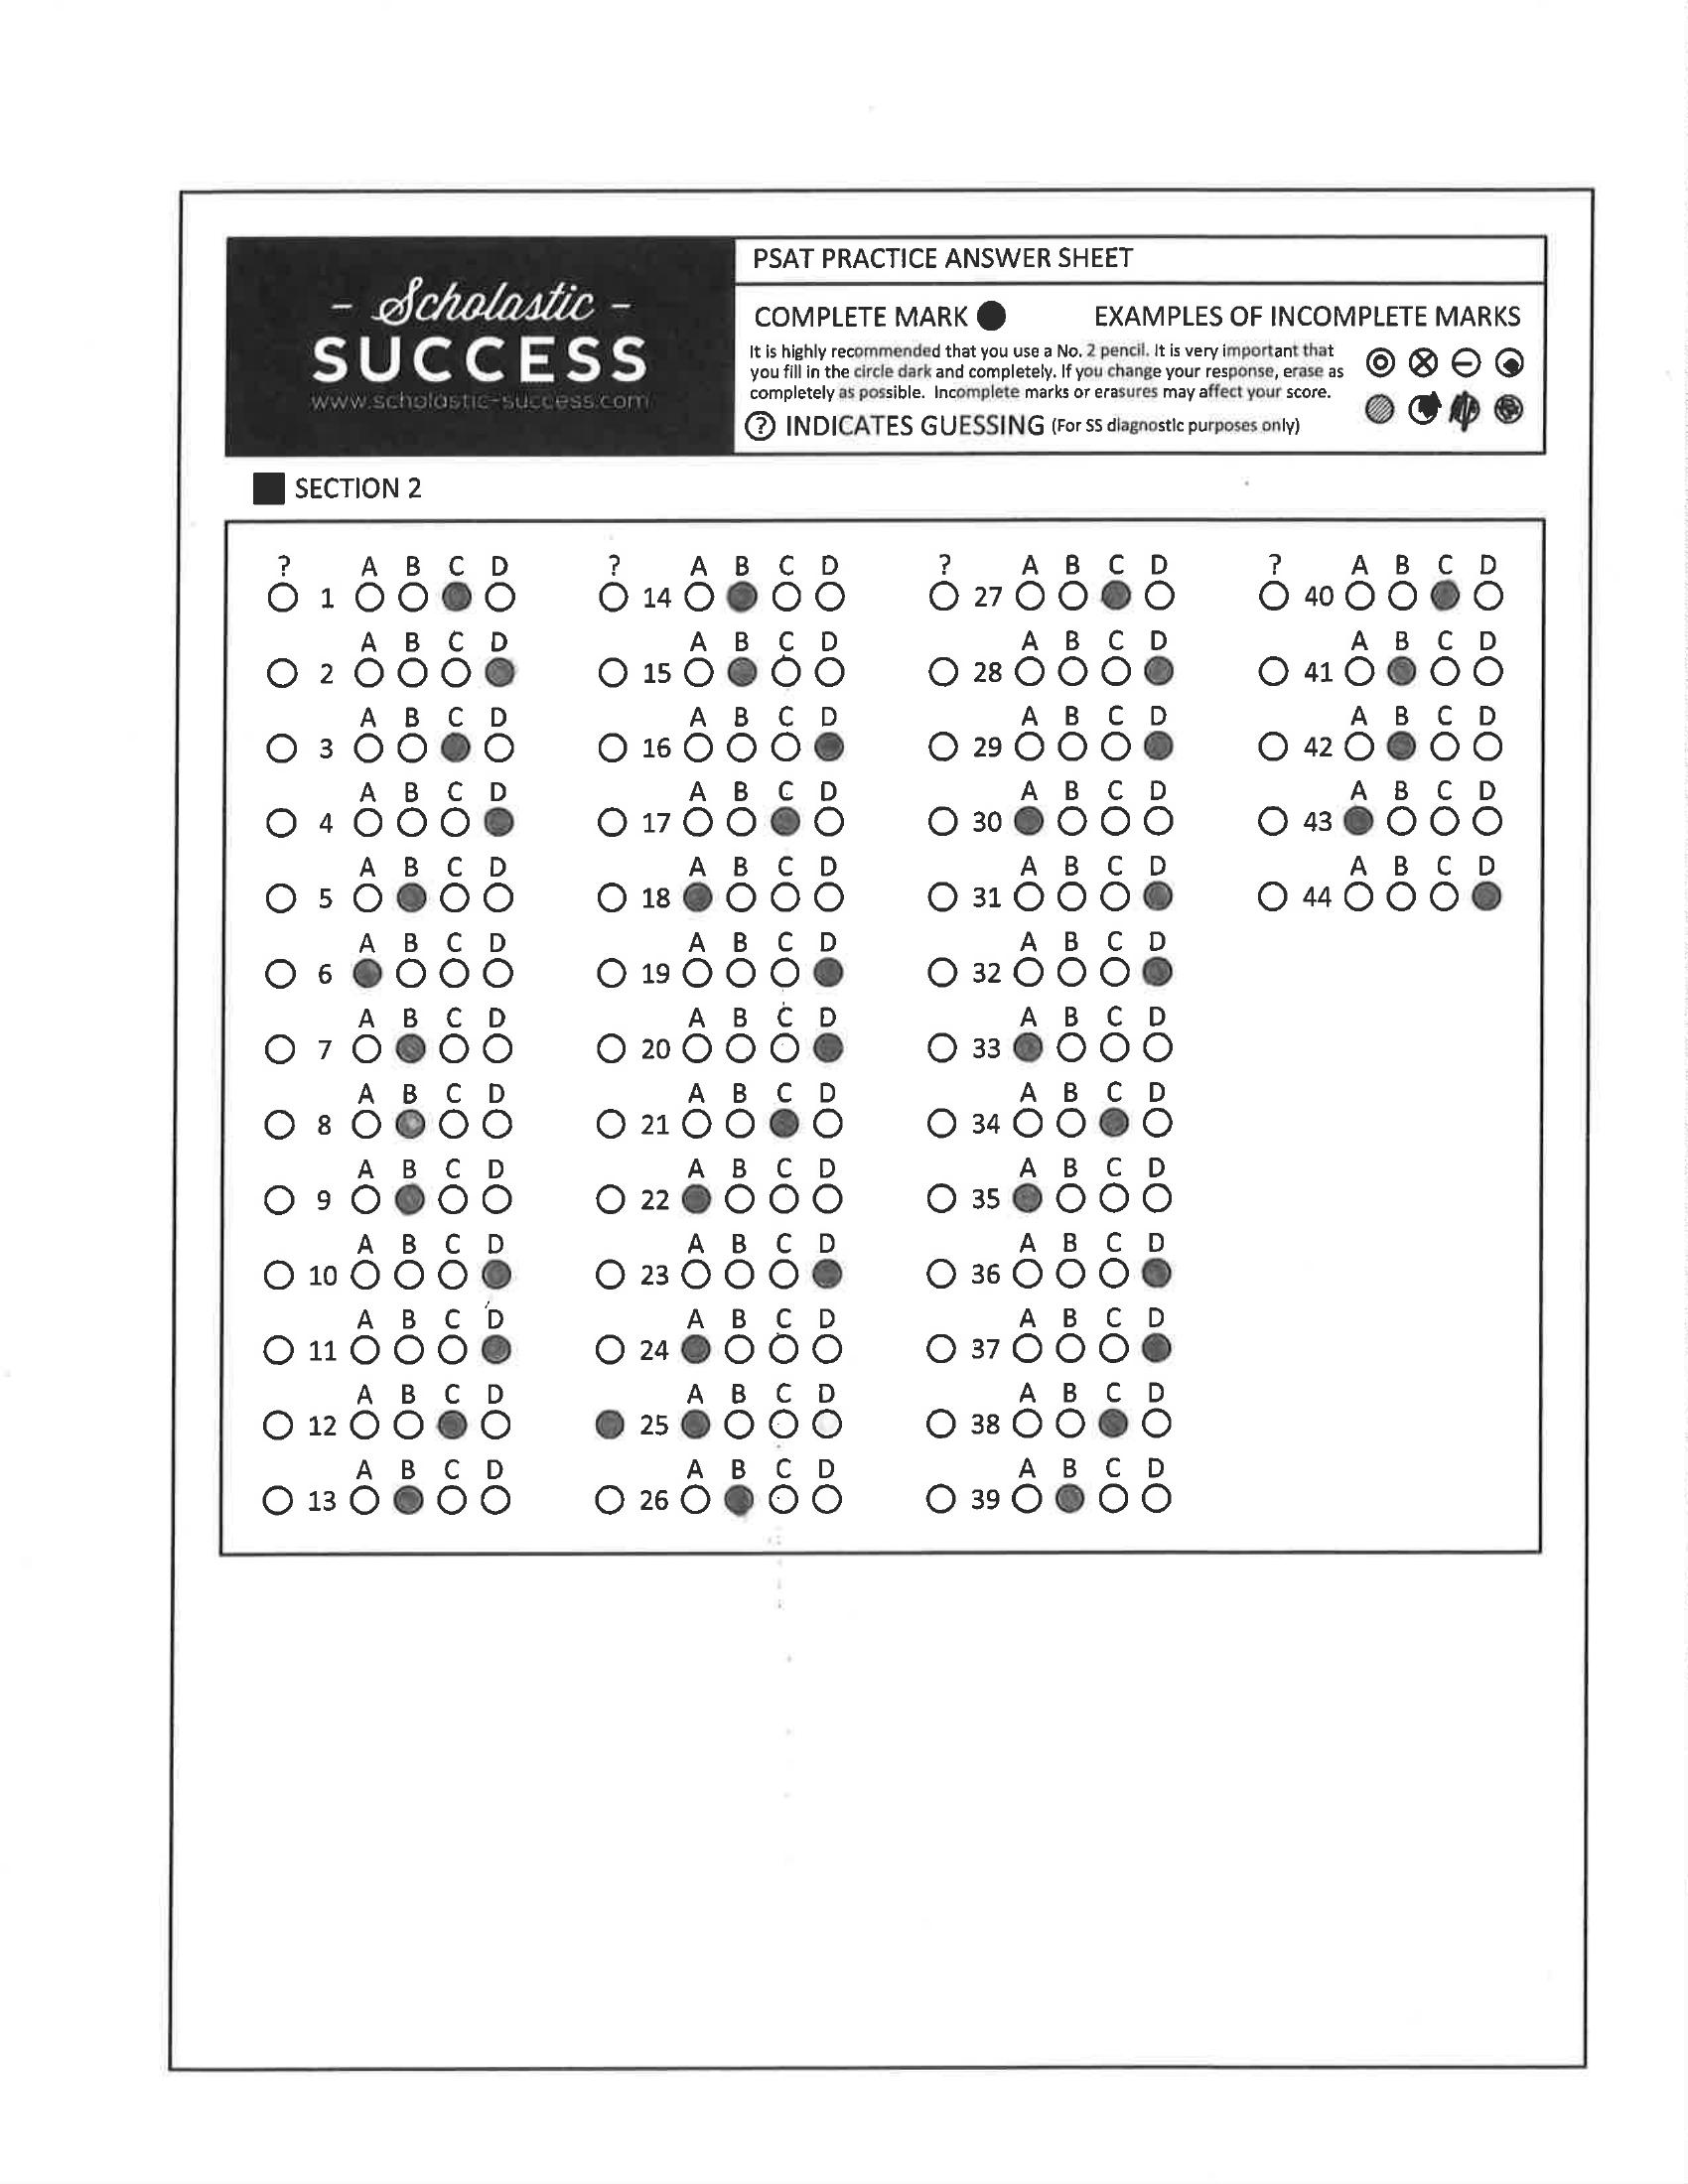 - Scholastic -
SUCCESS
www.scholastic-success.com
PSAT PRACTICE ANSWER SHEET
COMPLETE MARK
EXAMPLES OF INCOMPLETE MARKS
It is highly recommended that you use a No. 2 pencil. It is very important that
you fill in the circle dark and completely. If you change your response, erase as
completely as possible. Incomplete marks or erasures may affect your score.
? INDICATES GUESSING (For SS diagnostic purposes only)
SECTION 2
? A B C D
1
A B C D
2
A B C D
3
A B C D
4
A B C D
5
A B C D
6
A B C D
7
A B C D
8
A B C D
9
A B C D
10
A B C D
11
A B C D
12
A B C D
13
? A B C D
14
A B C D
15
A B C D
16
A B C D
17
A B C D
18
A B C D
19
A B C D
20
A B C D
21
A B C D
22
A B C D
23
A B C D
24
A B C D
25
A B C D
26
? A B C D
27
A B C D
28
A B C D
29
A B C D
30
A B C D
31
A B C D
32
A B C D
33
A B C D
34
A B C D
35
A B C D
36
A B C D
37
A B C D
38
A B C D
39
? A B C D
40
A B C D
41
A B C D
42
A B C D
43
A B C D
44